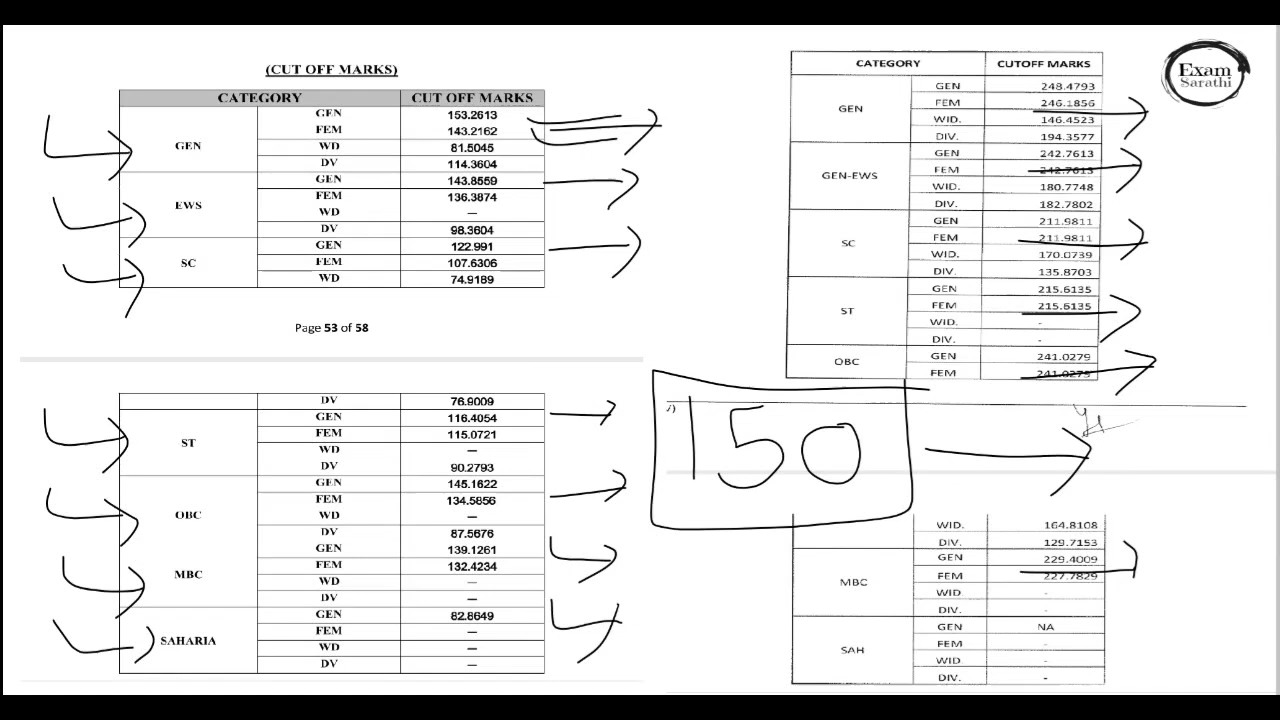 (CUT OFF MARKS)
CATEGORY CUT OFF MARKS
GEN GEN 153.2613
FEM 143.2162
WD 81.5045
DV 114.3604
EWS GEN 143.8559
FEM 136.3874
WD —
DV 98.3604
SC GEN 122.991
FEM 107.6306
WD 74.9189
Page 53 of 58
DV 76.9009
ST GEN 116.4054
FEM 115.0721
WD —
DV 90.2793
OBC GEN 145.1622
FEM 134.5856
WD —
DV 87.5676
MBC GEN 139.1261
FEM 132.4234
WD —
DV —
SAHARIA GEN 82.8649
FEM —
WD —
DV —
CATEGORY CUTOFF MARKS
GEN GEN 248.4793
FEM 246.1856
WID. 146.4523
DIV. 194.3577
GEN-EWS GEN 242.7613
FEM 242.7613
WID. 180.7748
DIV. 182.7802
SC GEN 211.9811
FEM 211.9811
WID. 170.0739
DIV. 135.8703
ST GEN 215.6135
FEM 215.6135
WID. -
DIV. -
OBC GEN 241.0279
FEM 241.0279
150
WID. 164.8108
DIV. 129.7153
MBC GEN 229.4009
FEM 227.7829
WID -
DIV. -
SAH GEN NA
FEM -
WID. -
DIV. -
Exam
Sarathi